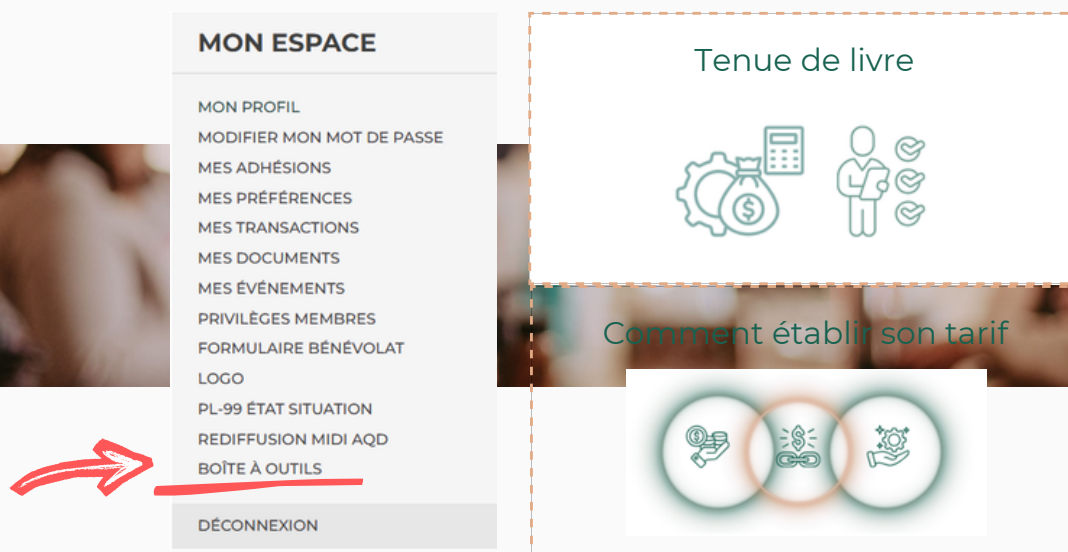 MON ESPACE
MON PROFIL
MODIFIER MON MOT DE PASSE
MES ADHÉSIONS
MES PRÉFÉRENCES
MES TRANSACTIONS
MES DOCUMENTS
MES ÉVÉNEMENTS
PRIVILÈGES MEMBRES
FORMULAIRE BÉNÉVOLAT
LOGO
PL-99 ÉTAT SITUATION
REDIFFUSION MIDI AQD
BOÎTE À OUTILS
DÉCONNEXION
Tenue de livre
Comment établir son tarif